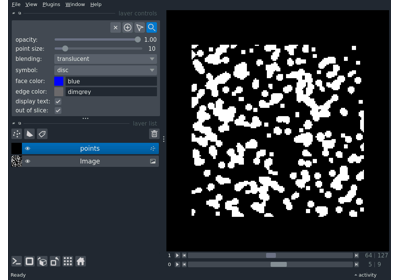 File View Plugins Window Help
layer controls
opacity: 1.00
point size: 10
blending: translucent
symbol: disc
face color: blue
edge color: dimgrey
display text:
out of slice:
layer list
points
Image
1 64 127
0 5 9
Ready activity